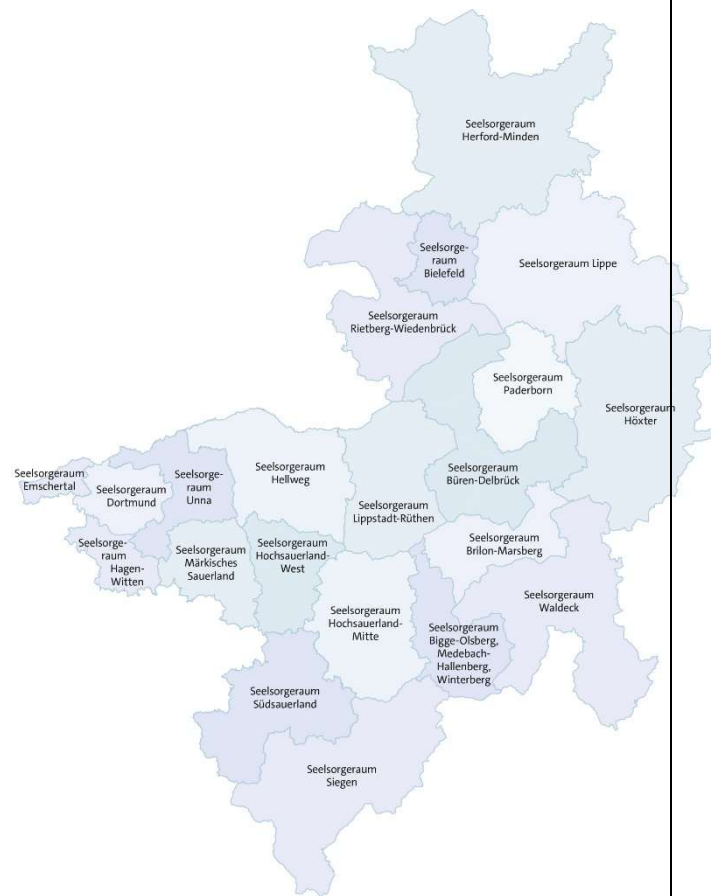 Seelsorgeraum
Herford-Minden
Seelsorge-
raum
Bielefeld
Seelsorgeraum Lippe
Seelsorgeraum
Rietberg-Wiedenbrück
Seelsorgeraum
Paderborn
Seelsorgeraum
Höxter
Seelsorgeraum
Emschertal
Seelsorgeraum
Dortmund
Seelsorge-
raum
Unna
Seelsorgeraum
Hellweg
Seelsorgeraum
Büren-Delbrück
Seelsorgeraum
Lippstadt-Rüthen
Seelsorge-
raum
Hagen-
Witten
Seelsorgeraum
Märkisches
Sauerland
Seelsorgeraum
Hochsauerland-
West
Seelsorgeraum
Brilon-Marsberg
Seelsorgeraum
Hochsauerland-
Mitte
Seelsorgeraum
Bigge-Olsberg,
Medebach-
Hallenberg,
Winterberg
Seelsorgeraum
Waldeck
Seelsorgeraum
Südsauerland
Seelsorgeraum
Siegen